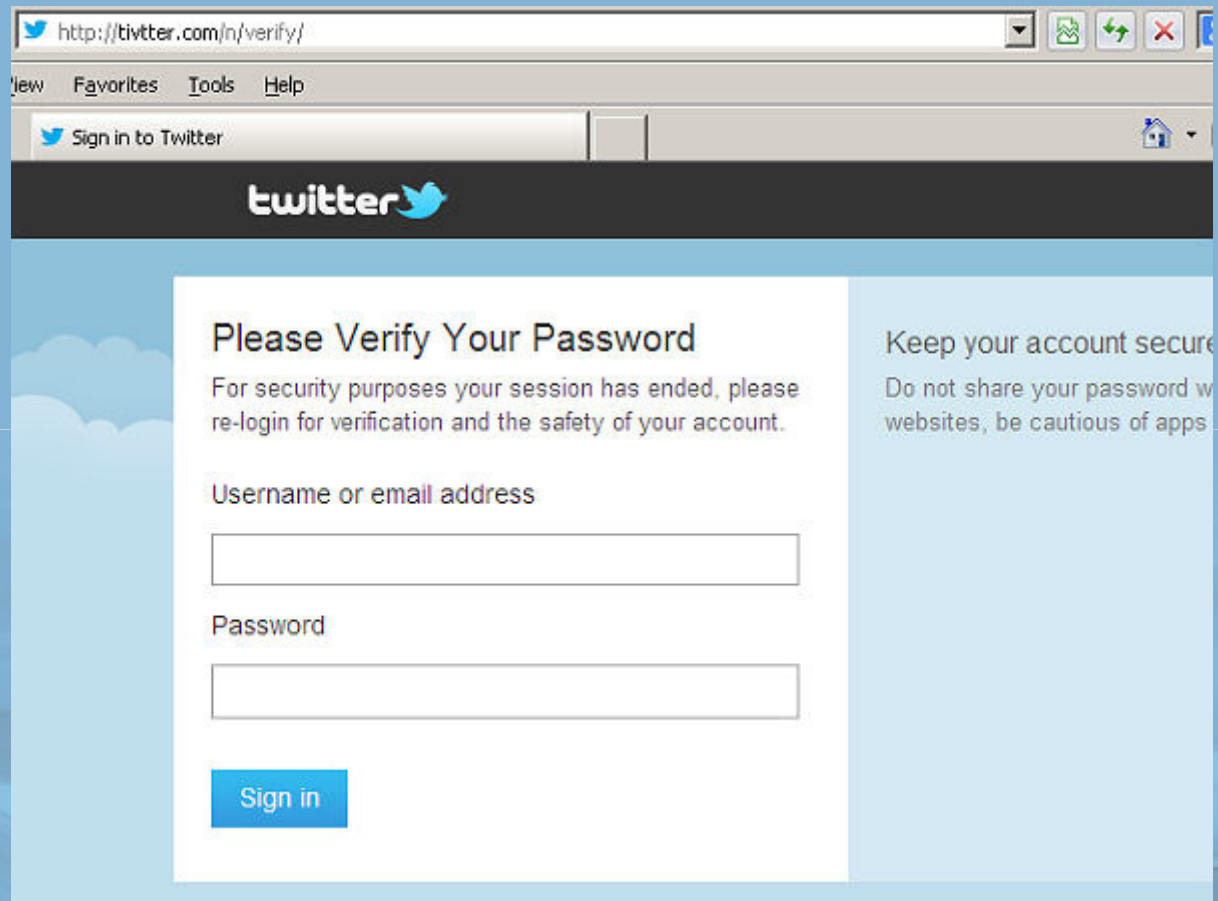 http://tivtter.com/n/verify/
iew Favorites Tools Help
Sign in to Twitter
twitter
Please Verify Your Password
For security purposes your session has ended, please
re-login for verification and the safety of your account.
Username or email address
Password
Sign in
Keep your account secure
Do not share your password w
websites, be cautious of apps